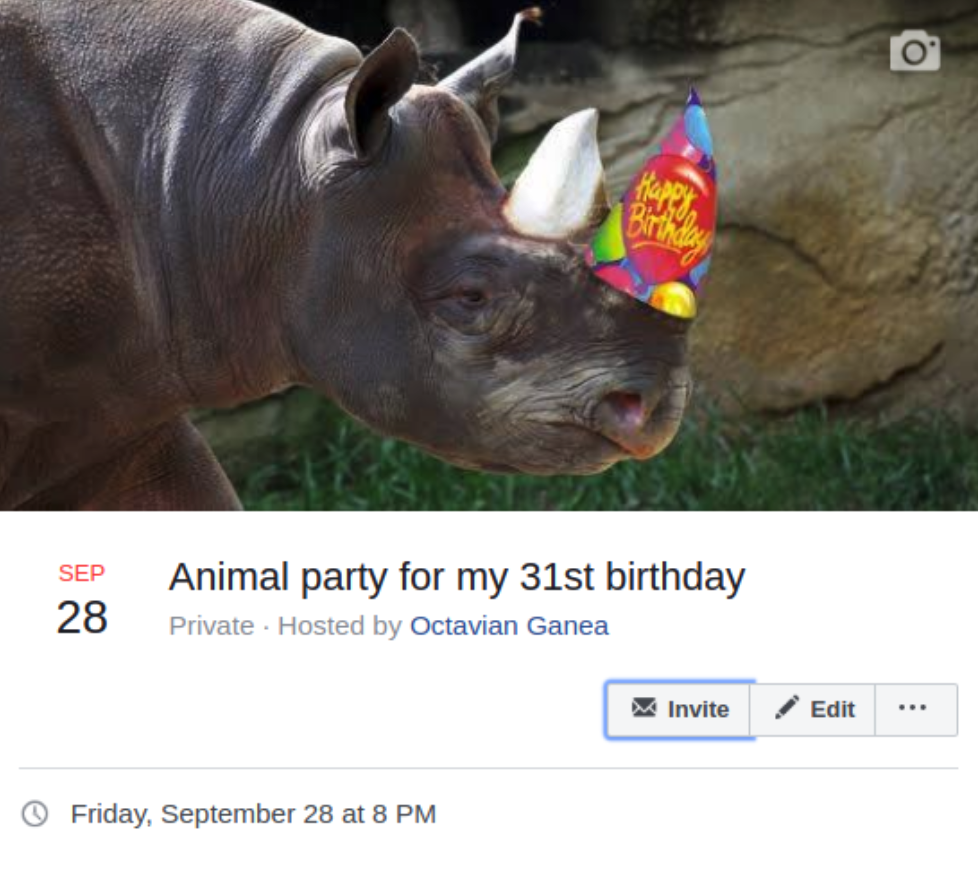 Happy
Birthday
SEP
28
Animal party for my 31st birthday
Private · Hosted by Octavian Ganea
Invite
Edit
Friday, September 28 at 8 PM